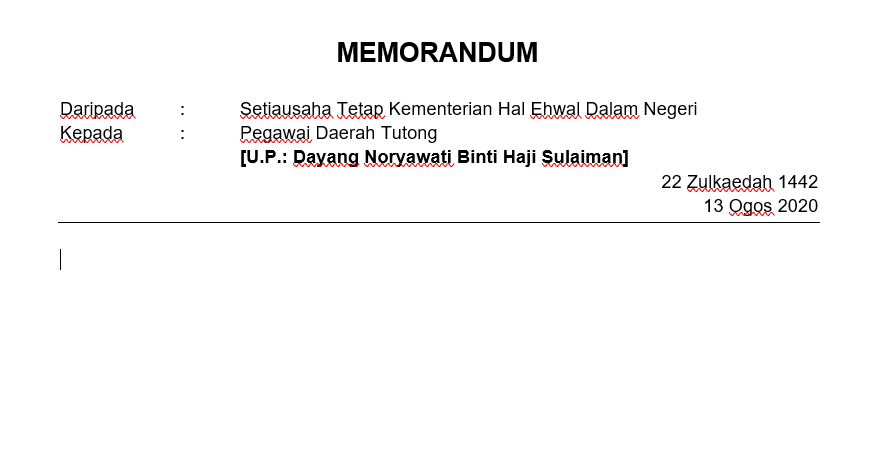 MEMORANDUM
Daripada : Setiausaha Tetap Kementerian Hal Ehwal Dalam Negeri
Kepada : Pegawai Daerah Tutong
[U.P.: Dayang Noryawati Binti Haji Sulaiman]
22 Zulkaedah 1442
13 Ogos 2020